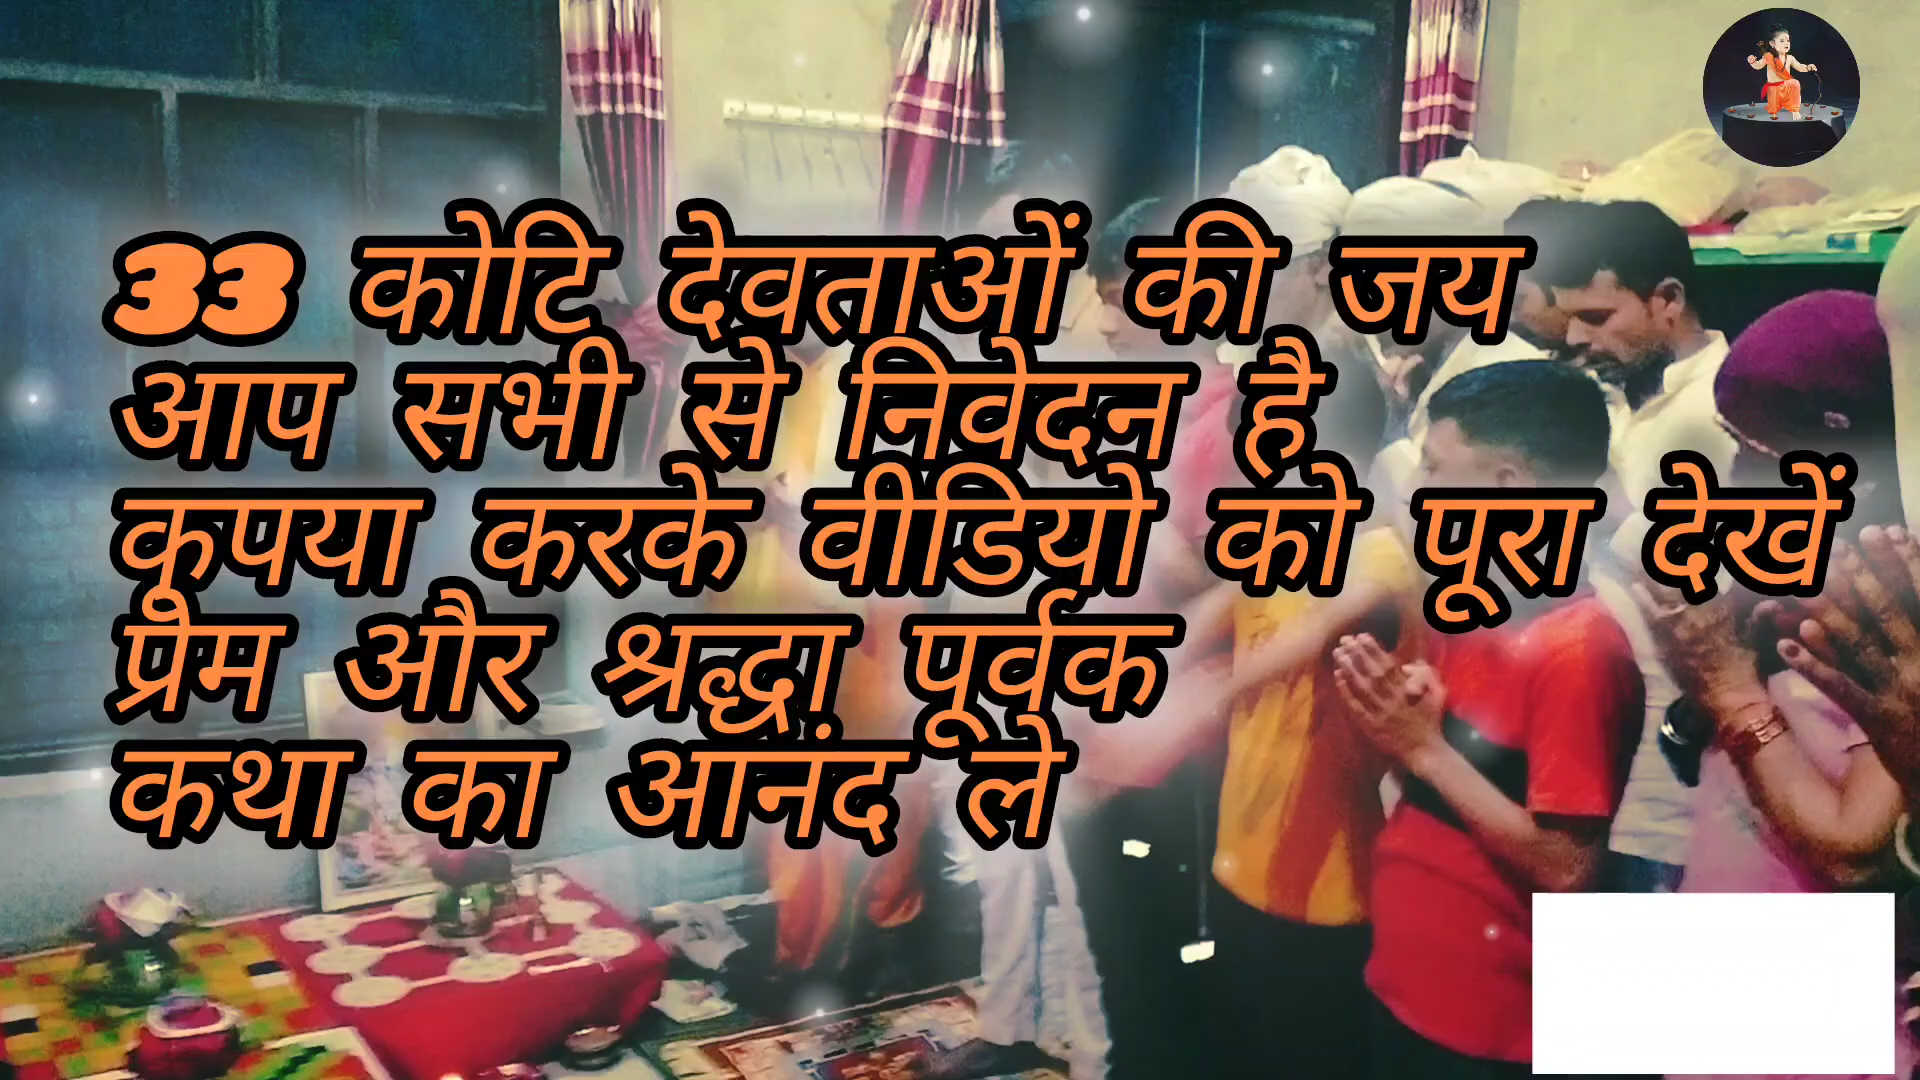 33 कोटि देवताओं की जय
आप सभी से निवेदन है
कृपया करके वीडियो को पूरा देखें
प्रेम और श्रद्धा पूर्वक
कथा का आनंद ले